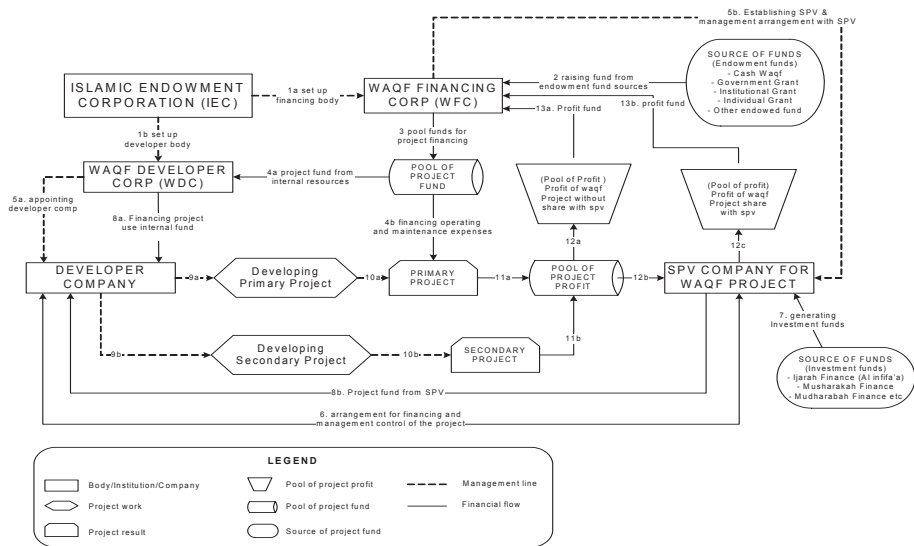 5b. Establishing SPV &
management arrangement with SPV
SOURCE OF FUNDS
(Endowment funds)
- Cash Waqf
- Government Grant
- Institutional Grant
- Individual Grant
- Other endowed fund
ISLAMIC ENDOWMENT
CORPORATION (IEC)
1a set up
financing body
WAQF FINANCING
CORP (WFC)
2 raising fund from
endowment fund sources
13a. Profit fund
13b. profit fund
1b set up
developer body
3 pool funds for
project financing
WAQF DEVELOPER
CORP (WDC)
4a project fund from
internal resources
POOL OF
PROJECT
FUND
(Pool of Profit )
Profit of waqf
Project without
share with spv
(Pool of profit)
Profit of waqf
Project share
with spv
5a. appointing
developer comp
8a. Financing project
use internal fund
4b financing operating
and maintenance expenses
12a
12c
DEVELOPER
COMPANY
9a
Developing
Primary Project
10a
PRIMARY
PROJECT
11a
POOL OF
PROJECT
PROFIT
12b
SPV COMPANY FOR
WAQF PROJECT
7. generating
Investment funds
9b
Developing
Secondary Project
10b
SECONDARY
PROJECT
11b
SOURCE OF FUNDS
(Investment funds)
- Ijarah Finance (Al infifa'a)
- Musharakah Finance
- Mudharabah Finance etc
8b. Project fund from SPV
6. arrangement for financing and
management control of the project
LEGEND
Body/Institution/Company
Pool of project profit
Management line
Project work
Pool of project fund
Financial flow
Project result
Source of project fund